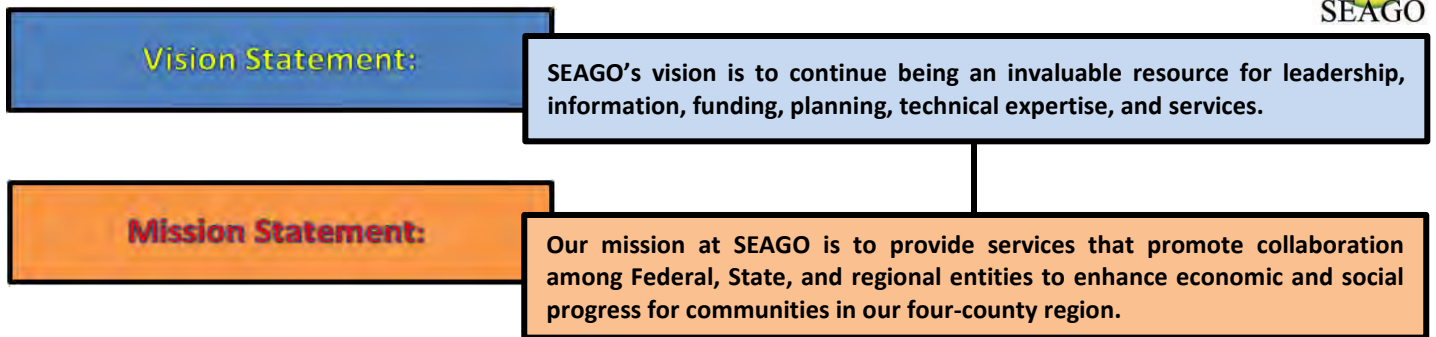 SEAGO
Vision Statement:
SEAGO’s vision is to continue being an invaluable resource for leadership,
information, funding, planning, technical expertise, and services.
Mission Statement:
Our mission at SEAGO is to provide services that promote collaboration
among Federal, State, and regional entities to enhance economic and social
progress for communities in our four-county region.